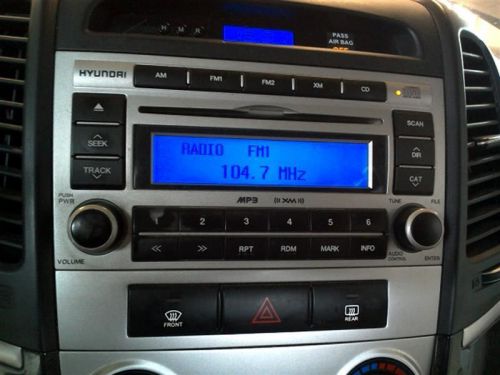 H M R
PASS
AIR BAG
OFF
HYUNDAI AM FM1 FM2 XM CD
SCAN
SEEK
TRACK
DIR
CAT
RADIO FM1
104.7 MHz
MP3 ((XM))
PUSH
PWR
VOLUME
2 3 4 5 6
<< >> RPT RDM MARK INFO
TUNE FILE
AUDIO
CONTROL
ENTER
FRONT
REAR